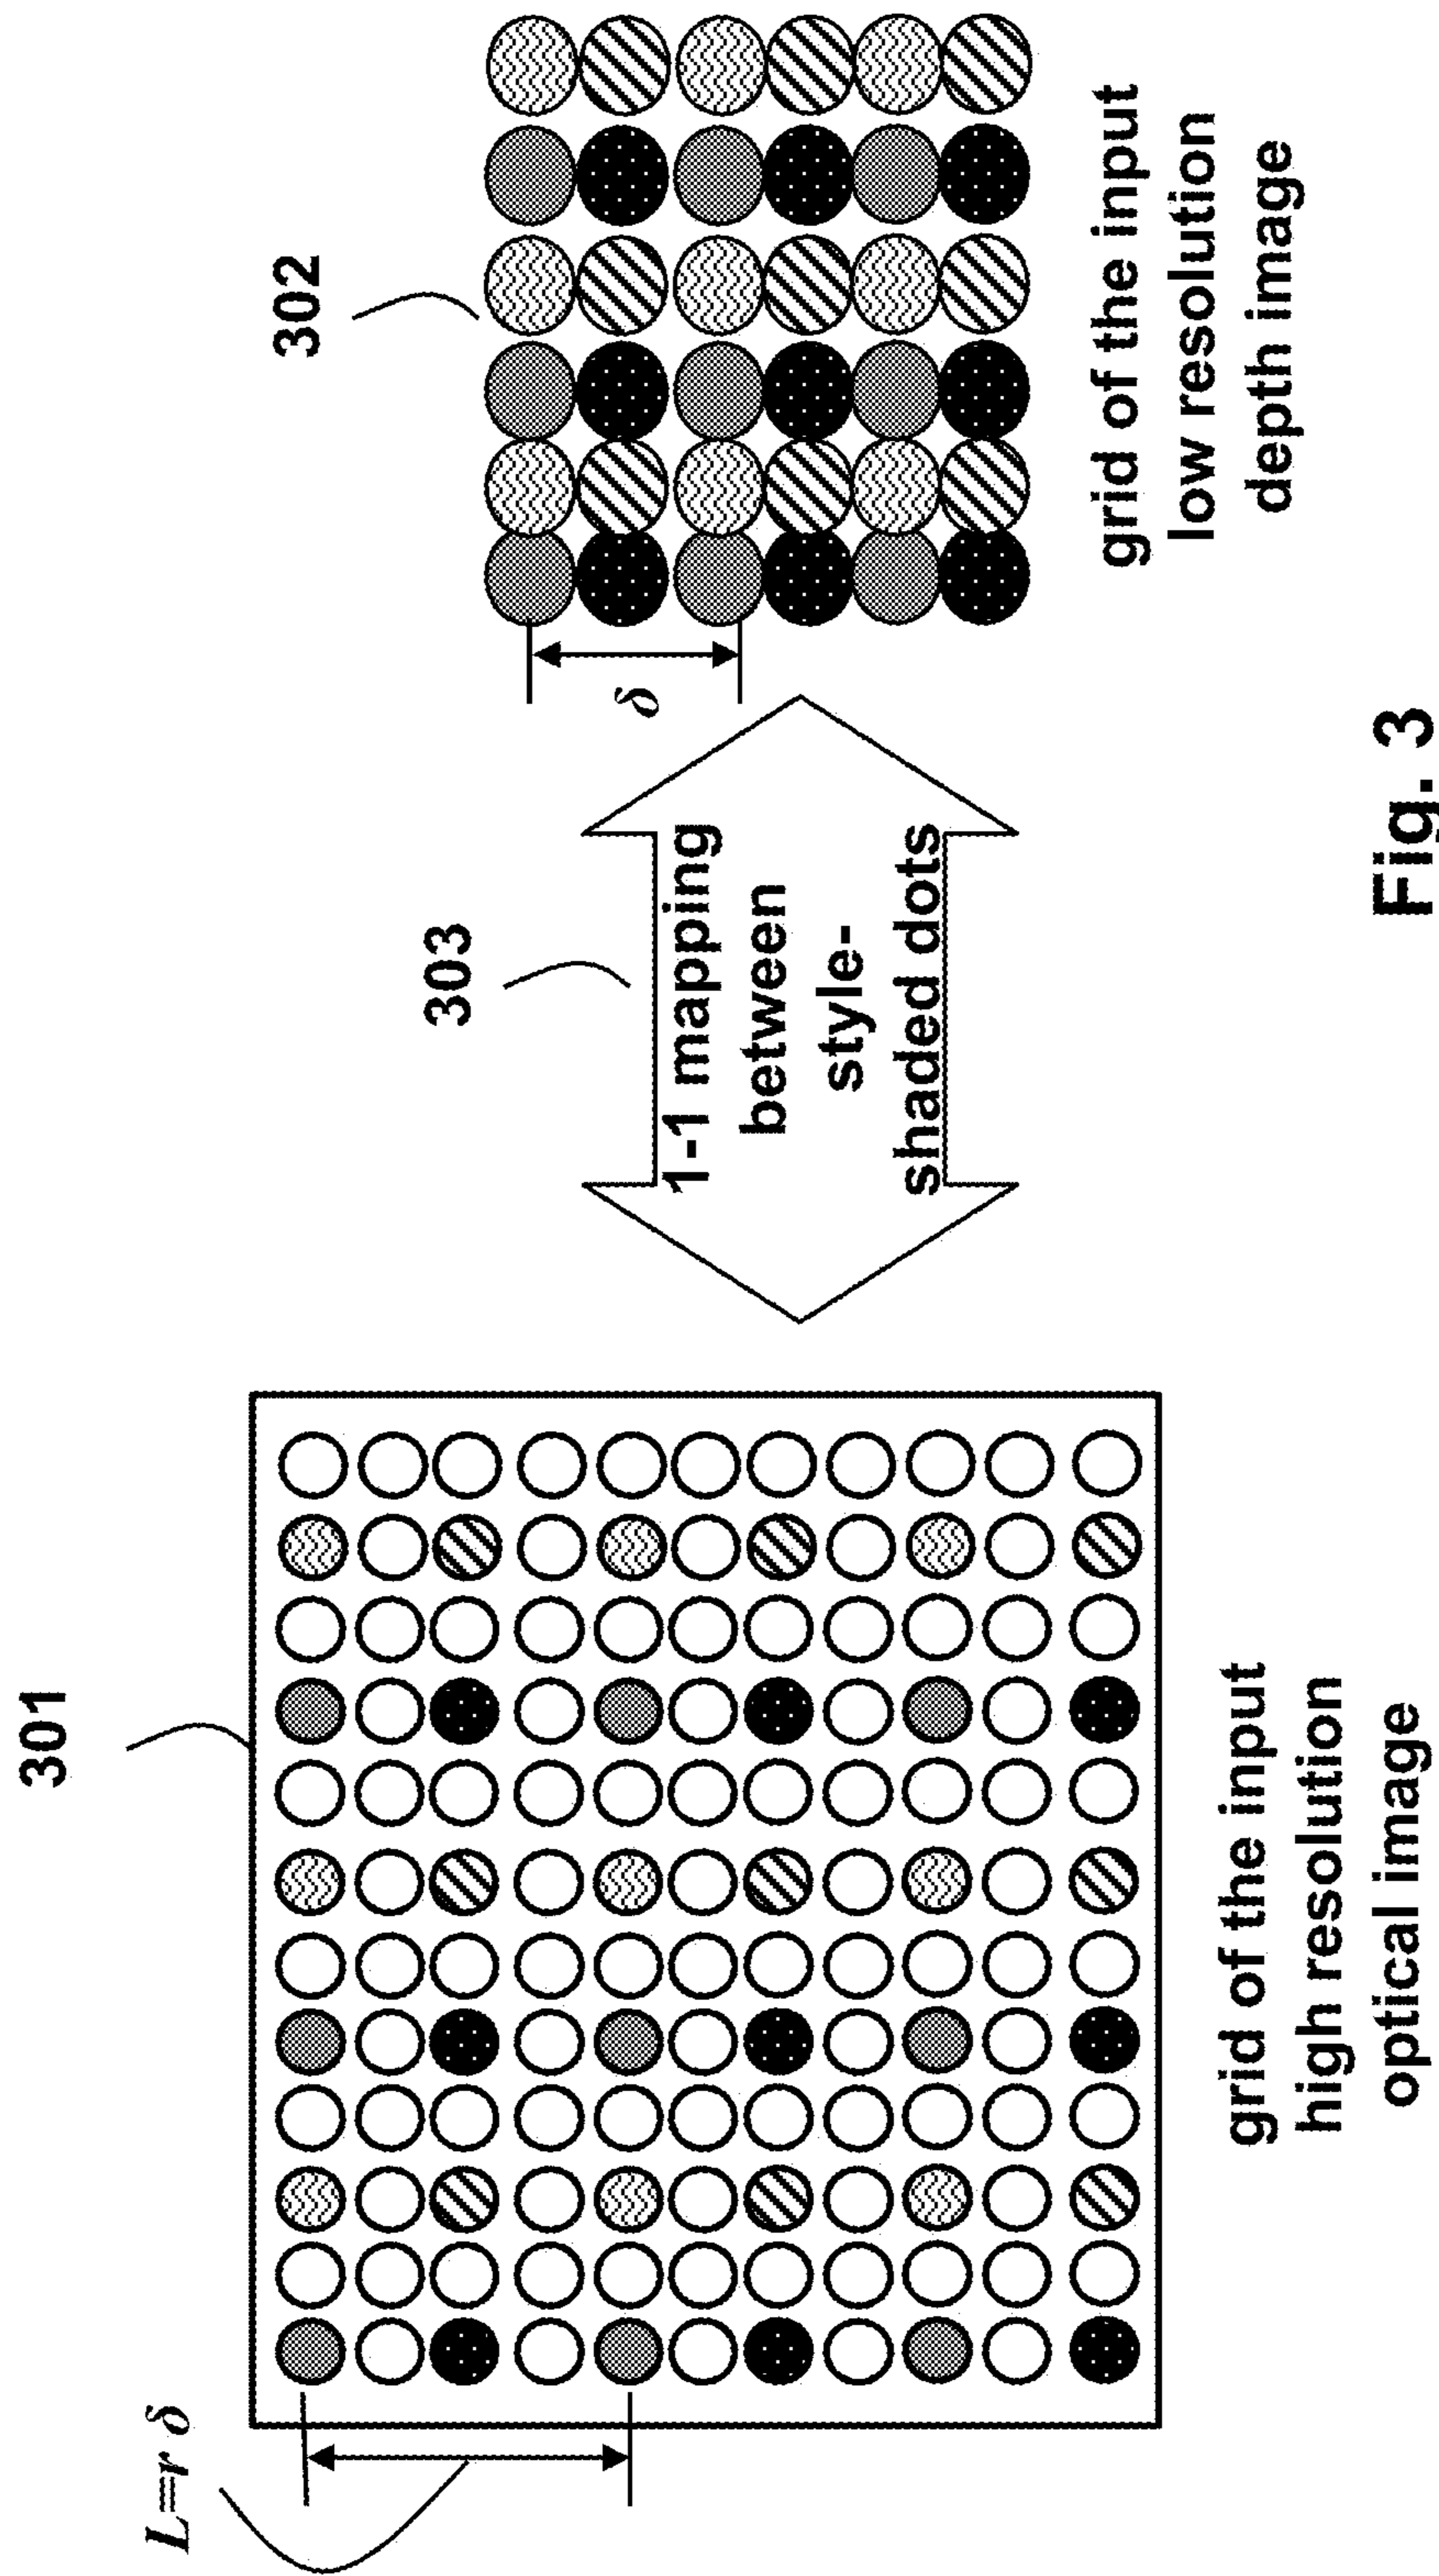 301
L=r δ
grid of the input
high resolution
optical image
303
1-1 mapping
between
style-
shaded dots
302
δ
grid of the input
low resolution
depth image
Fig. 3